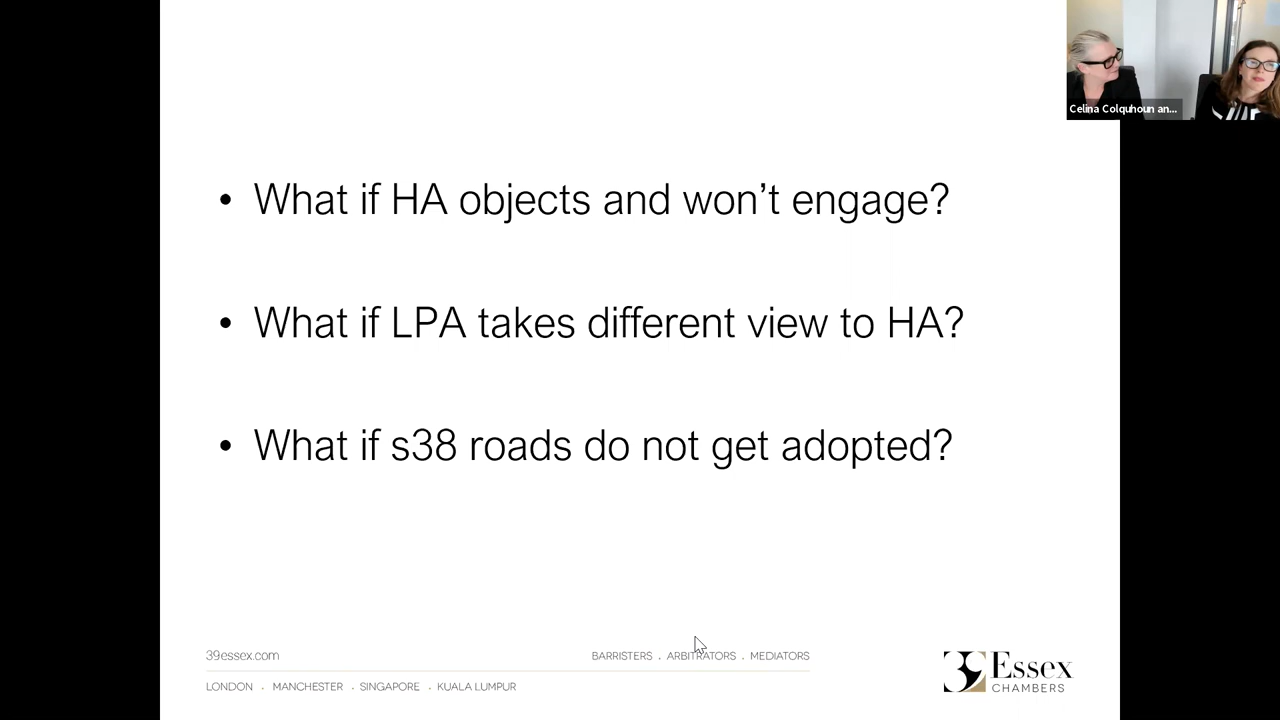 Celina Colquhoun an...
• What if HA objects and won’t engage?
• What if LPA takes different view to HA?
• What if s38 roads do not get adopted?
39essex.com
BARRISTERS . ARBITRATORS . MEDIATORS
LONDON . MANCHESTER . SINGAPORE . KUALA LUMPUR
39 Essex
CHAMBERS